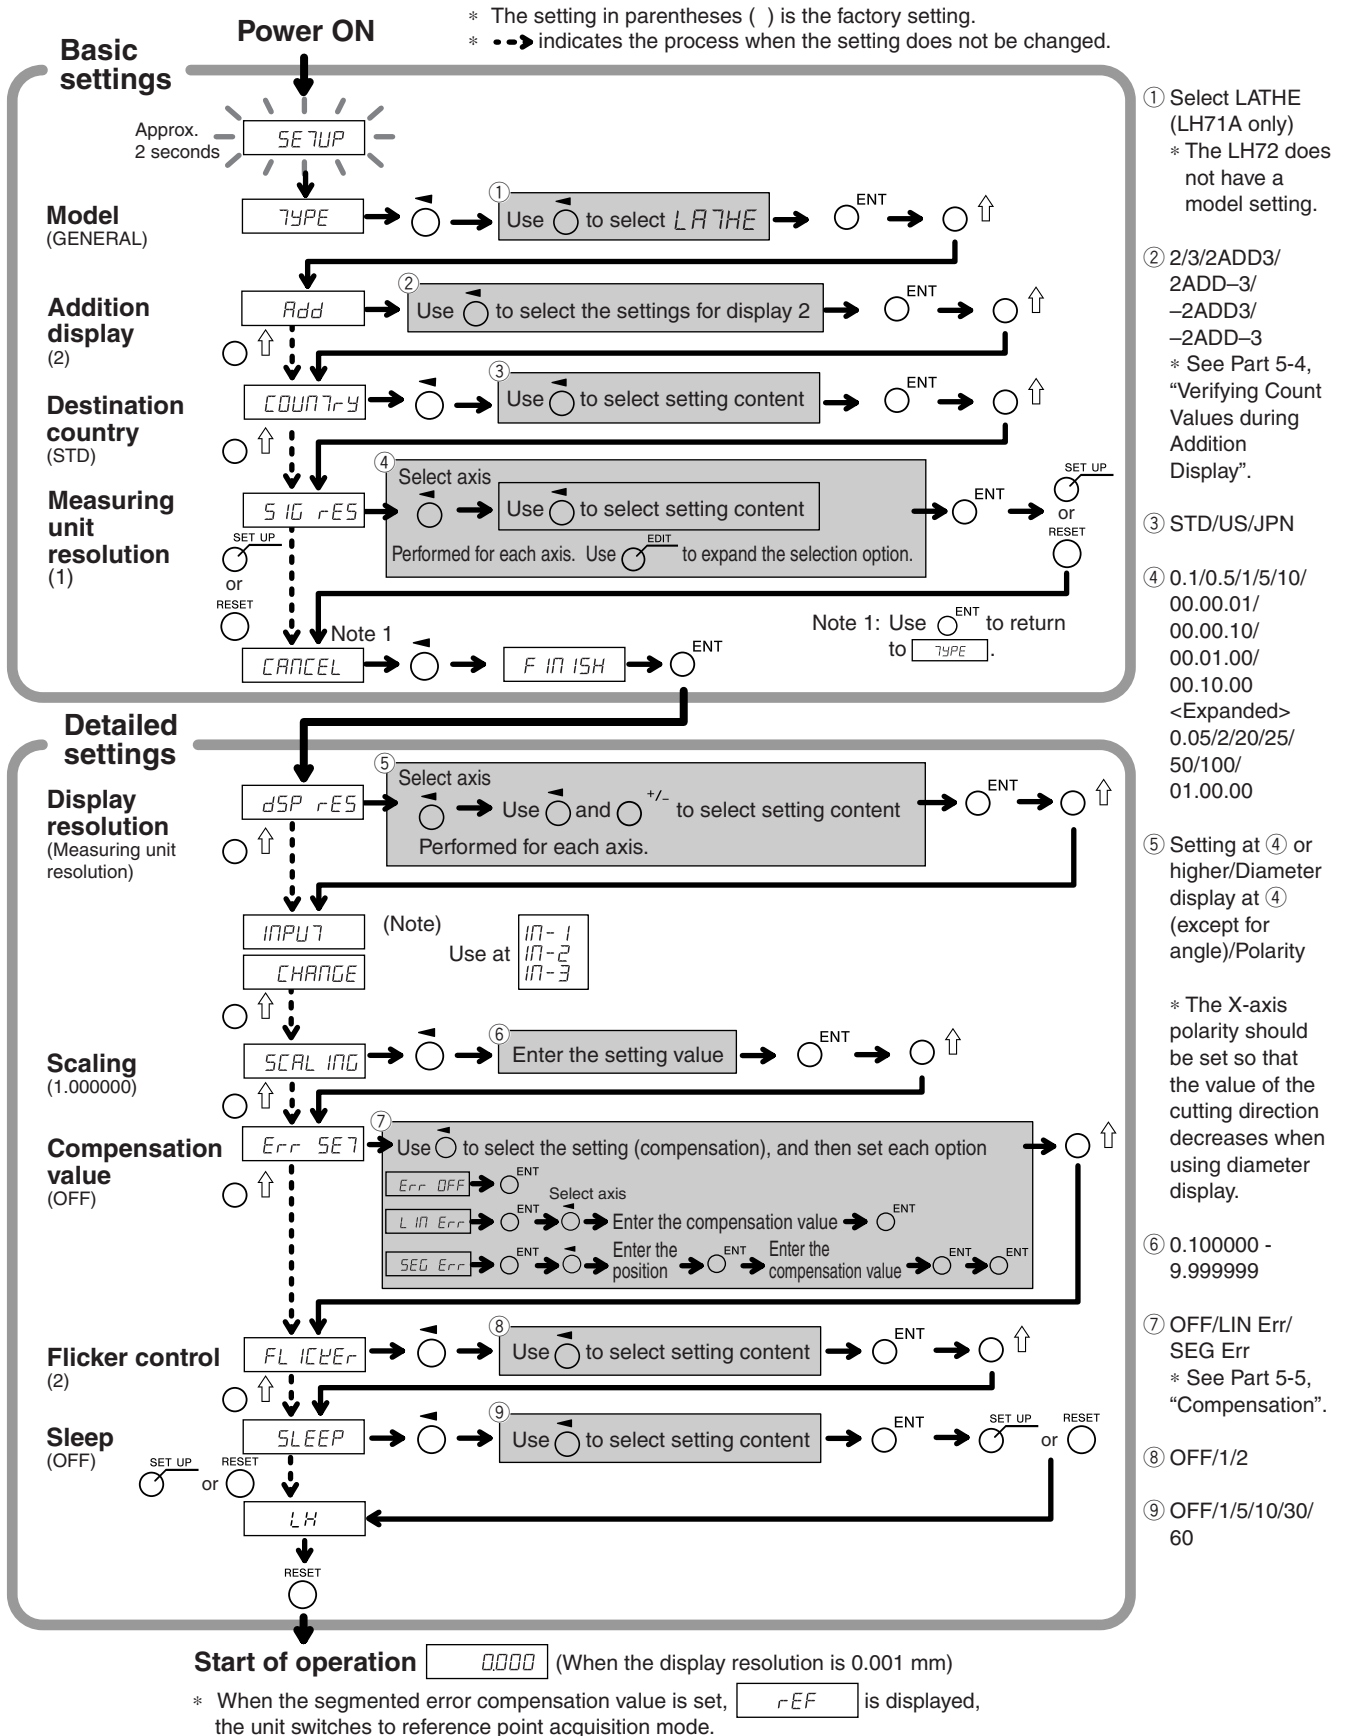 Power ON
* The setting in parentheses ( ) is the factory setting.
* indicates the process when the setting does not be changed.
Basic
settings
Approx.
2 seconds
SETUP
Model
(GENERAL)
TYPE
① Use to select LATHE
ENT
Addition
display
(2)
Add
② Use to select the settings for display 2
ENT
Destination
country
(STD)
COUNTrY
③ Use to select setting content
ENT
Measuring
unit
resolution
(1)
SIG rES
④ Select axis
Use to select setting content
Performed for each axis. Use EDIT to expand the selection option.
ENT
SET UP
or
RESET
SET UP
or
RESET
Note 1
CANCEL
FINISH
ENT
Note 1: Use ENT to return
to TYPE .
Detailed
settings
Display
resolution
(Measuring unit
resolution)
dSP rES
⑤ Select axis
Use and +/- to select setting content
Performed for each axis.
ENT
INPUT
CHANGE
(Note)
Use at
IN-1
IN-2
IN-3
Scaling
(1.000000)
SCALING
⑥ Enter the setting value
ENT
Compensation
value
(OFF)
Err SET
⑦ Use to select the setting (compensation), and then set each option
Err OFF
ENT
Select axis
LIN Err
ENT
Enter the compensation value
ENT
SEG Err
ENT
Enter the
position
ENT
Enter the
compensation value
ENT
ENT
Flicker control
(2)
FLICKEr
⑧ Use to select setting content
ENT
Sleep
(OFF)
SLEEP
⑨ Use to select setting content
ENT
SET UP
or
RESET
SET UP
or
RESET
LH
RESET
Start of operation 0.000 (When the display resolution is 0.001 mm)
* When the segmented error compensation value is set, rEF is displayed,
the unit switches to reference point acquisition mode.
① Select LATHE
(LH71A only)
* The LH72 does
not have a
model setting.
② 2/3/2ADD3/
2ADD–3/
–2ADD3/
–2ADD–3
* See Part 5-4,
“Verifying Count
Values during
Addition
Display”.
③ STD/US/JPN
④ 0.1/0.5/1/5/10/
00.00.01/
00.00.10/
00.01.00/
00.10.00
<Expanded>
0.05/2/20/25/
50/100/
01.00.00
⑤ Setting at ④ or
higher/Diameter
display at ④
(except for
angle)/Polarity
* The X-axis
polarity should
be set so that
the value of the
cutting direction
decreases when
using diameter
display.
⑥ 0.100000 -
9.999999
⑦ OFF/LIN Err/
SEG Err
* See Part 5-5,
“Compensation”.
⑧ OFF/1/2
⑨ OFF/1/5/10/30/
60